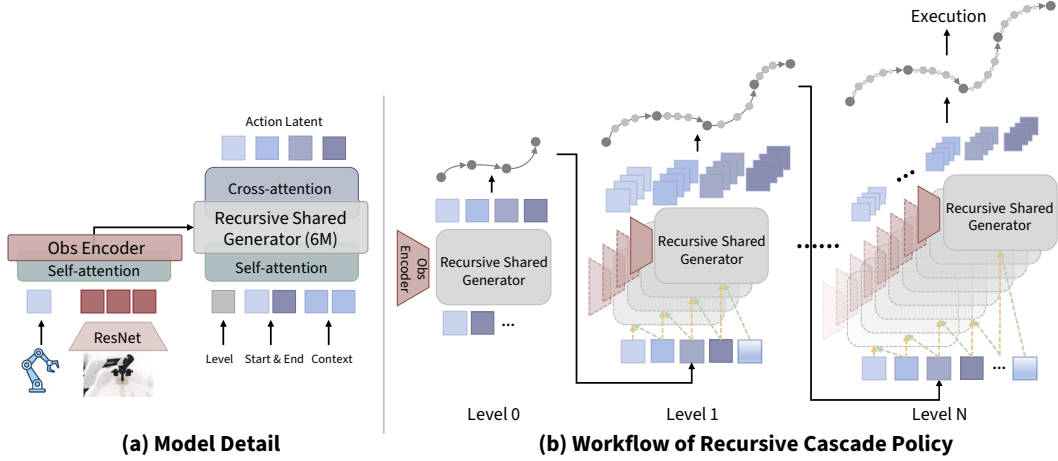 Action Latent
Cross-attention
Recursive Shared
Generator (6M)
Obs Encoder
Self-attention
Self-attention
ResNet
Level
Start & End
Context
(a) Model Detail
Obs
Encoder
Recursive Shared
Generator
...
Level 0
Recursive Shared
Generator
Level 1
......
Execution
...
Recursive Shared
Generator
...
Level N
(b) Workflow of Recursive Cascade Policy